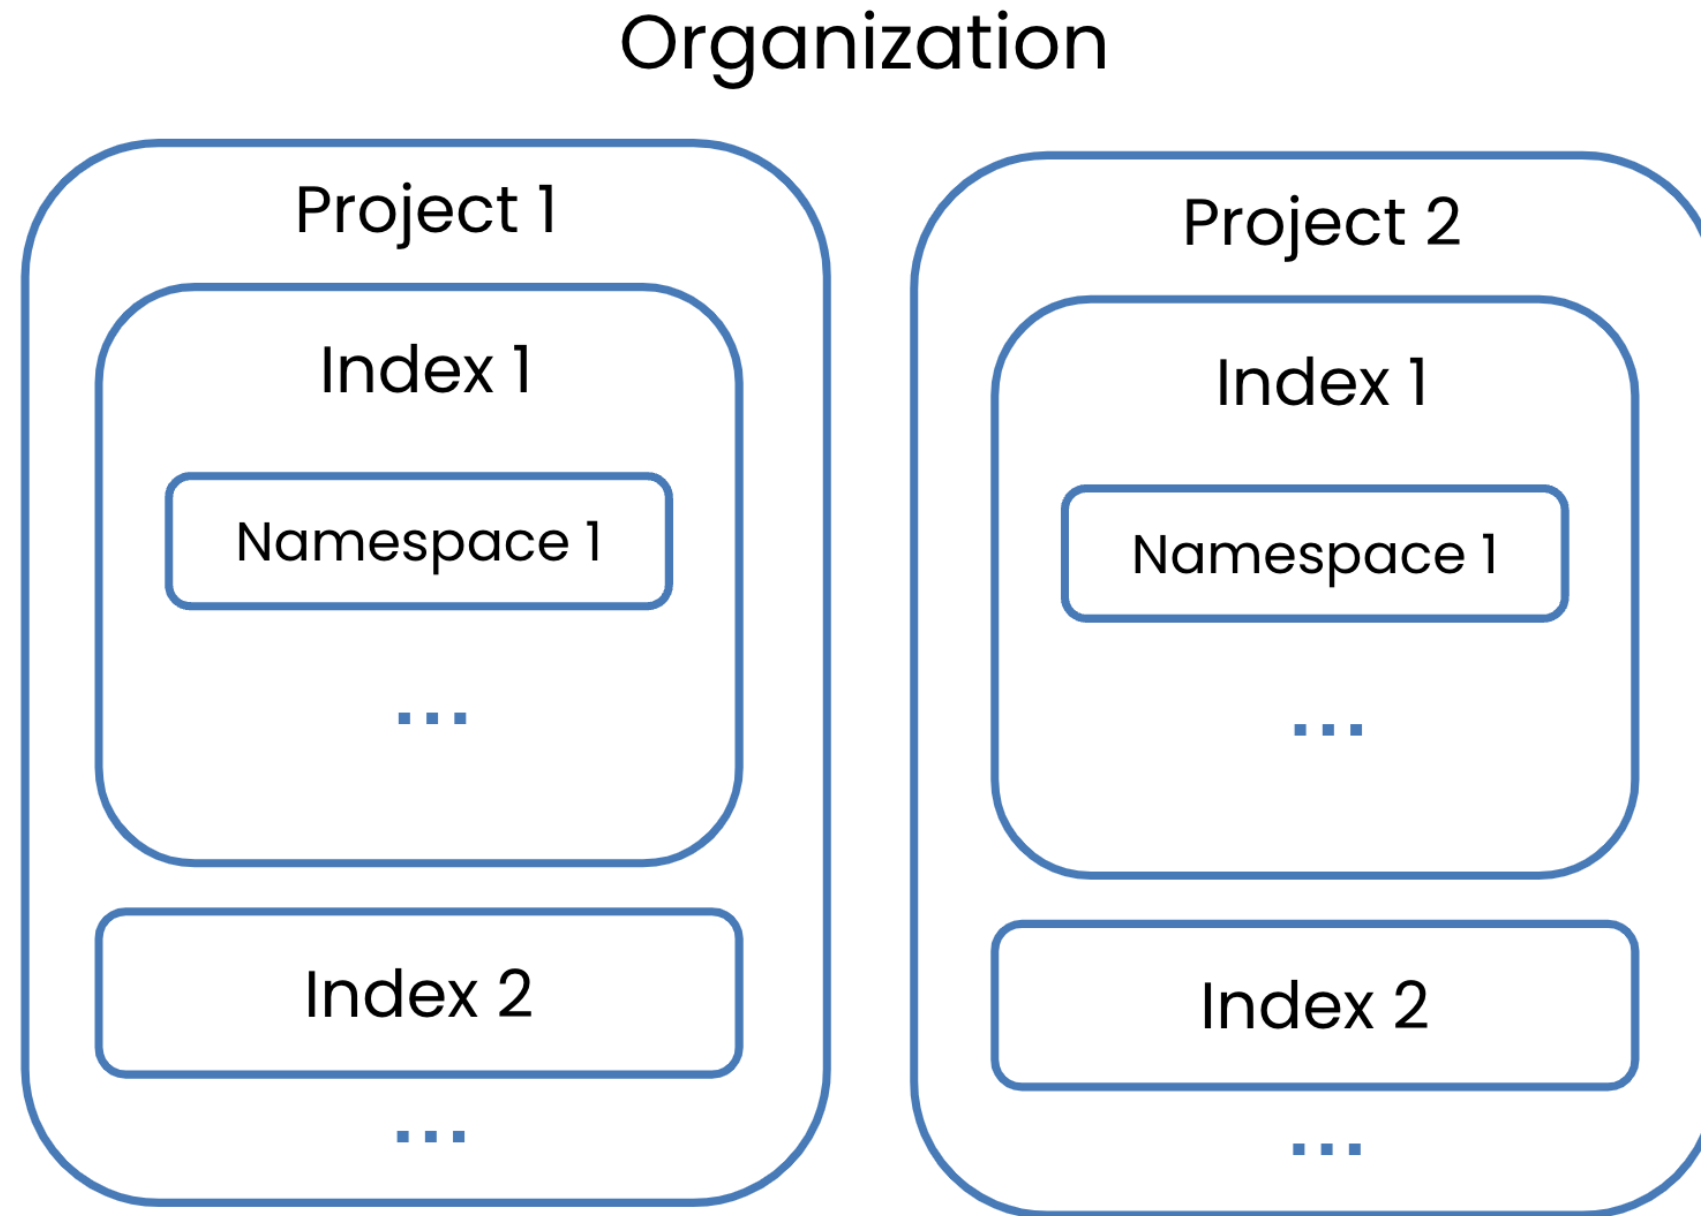 Organization
Project 1
Index 1
Namespace 1
...
Index 2
...
Project 2
Index 1
Namespace 1
...
Index 2
...